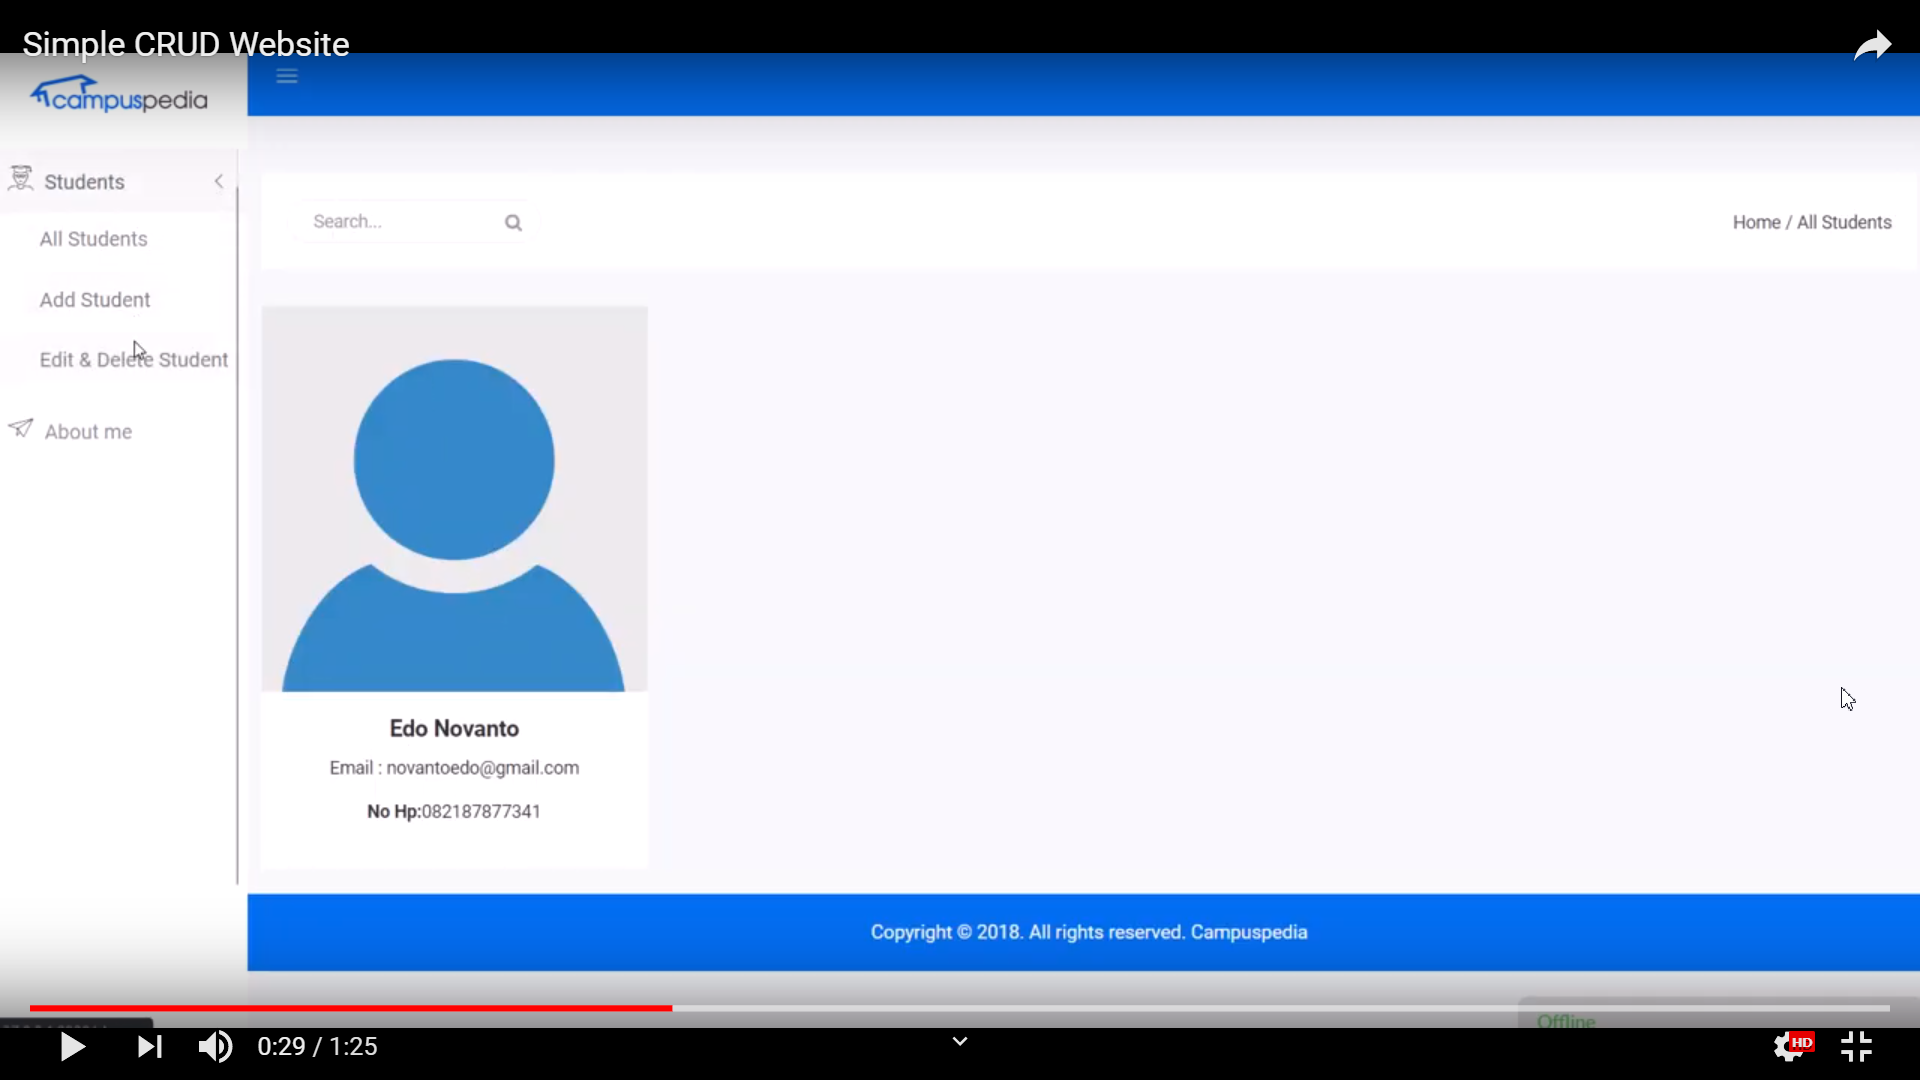 Simple CRUD Website
campuspedia
Students
All Students
Add Student
Edit & Delete Student
About me
Search...
Home / All Students
Edo Novanto
Email : novantoedo@gmail.com
No Hp:082187877341
Copyright © 2018. All rights reserved. Campuspedia
Offline
0:29 / 1:25
HD